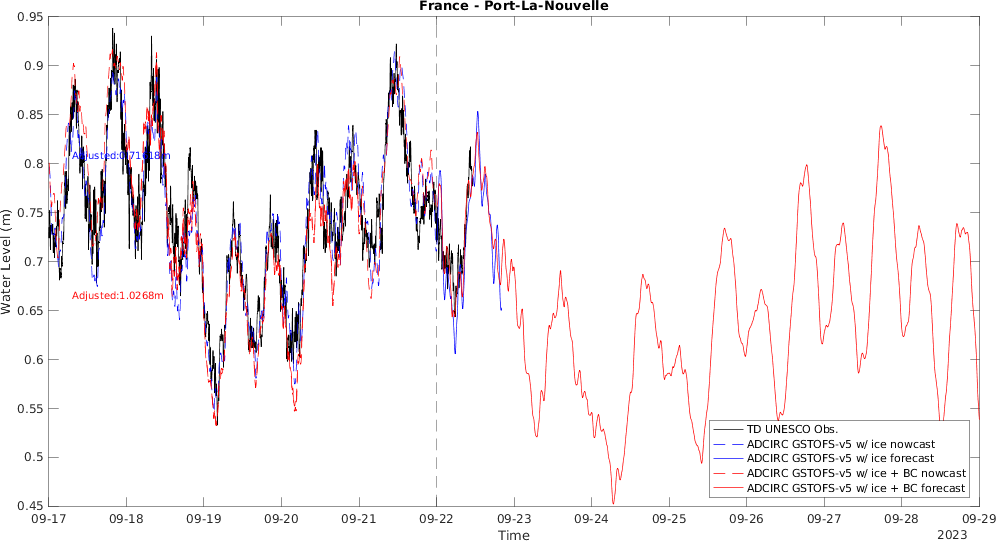 France - Port-La-Nouvelle
Water Level (m)
0.95
0.9
0.85
0.8
0.75
0.7
0.65
0.6
0.55
0.5
0.45
Adjusted:1.0268m
TD UNESCO Obs.
ADCIRC GSTOFS-v5 w/ ice nowcast
ADCIRC GSTOFS-v5 w/ ice forecast
ADCIRC GSTOFS-v5 w/ ice + BC nowcast
ADCIRC GSTOFS-v5 w/ ice + BC forecast
09-17 09-18 09-19 09-20 09-21 09-22 09-23 09-24 09-25 09-26 09-27 09-28 09-29
Time
2023